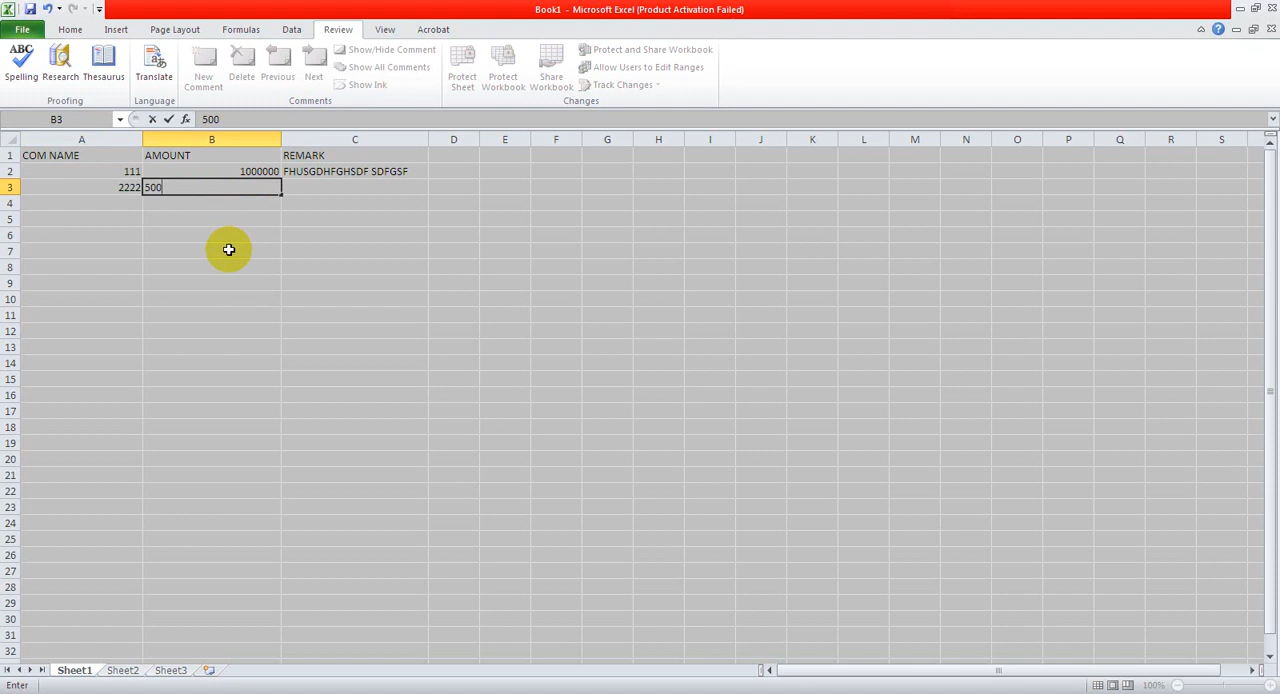 Book1 - Microsoft Excel (Product Activation Failed)
File Home Insert Page Layout Formulas Data Review View Acrobat
ABC
Spelling Research Thesaurus
Translate
New Comment
Delete Previous Next
Show/Hide Comment
Show All Comments
Show Ink
Protect Sheet
Protect Workbook
Share Workbook
Protect and Share Workbook
Allow Users to Edit Ranges
Track Changes
Proofing Language Comments Changes
B3 fx 500
A B C D E F G H I J K L M N O P Q R S
1 COM NAME AMOUNT REMARK
2 111 1000000 FHUSGDHFGHSDF SDFGSF
3 2222 500
4
5
6
7
8
9
10
11
12
13
14
15
16
17
18
19
20
21
22
23
24
25
26
27
28
29
30
31
32
Sheet1 Sheet2 Sheet3
Enter 100%